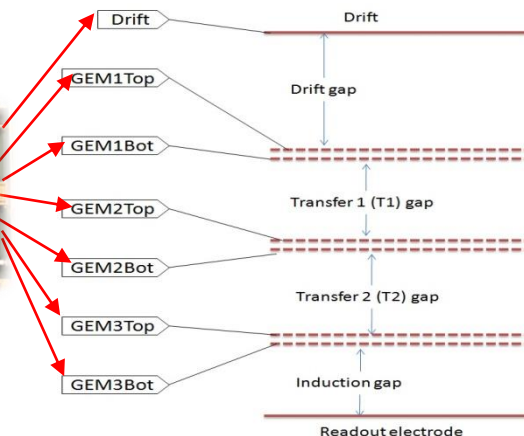 Drift
Drift
GEM1Top
Drift gap
GEM1Bot
Transfer 1 (T1) gap
GEM2Top
GEM2Bot
Transfer 2 (T2) gap
GEM3Top
GEM3Bot
Induction gap
Readout electrode